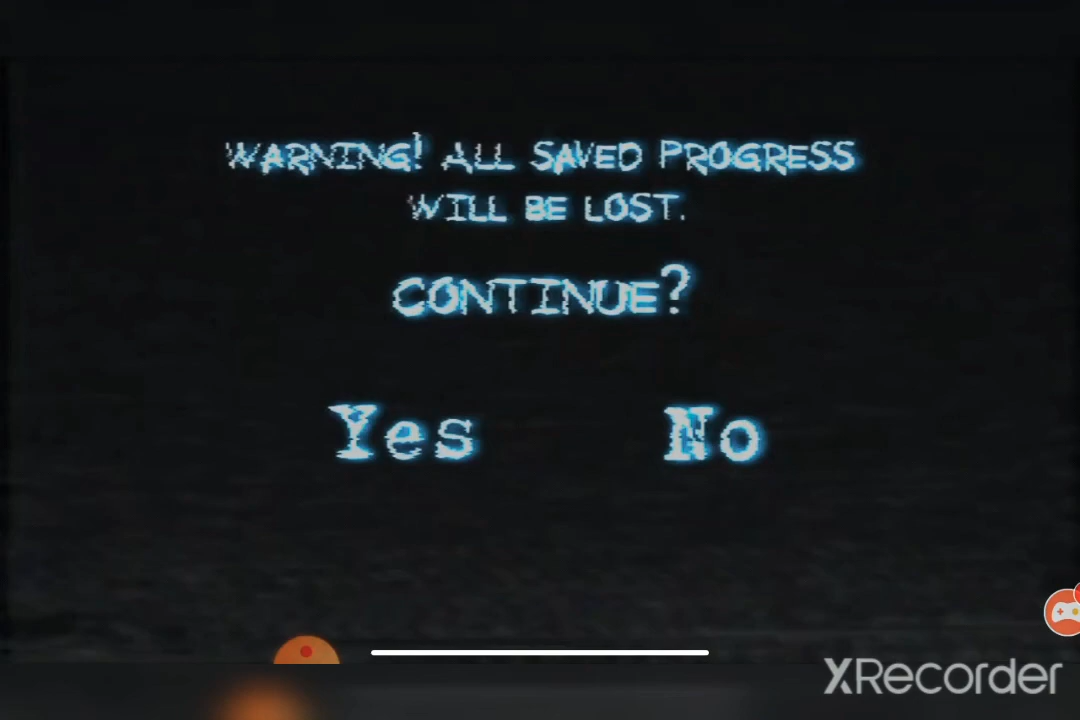 WARNING! ALL SAVED PROGRESS
WILL BE LOST.
CONTINUE?
Yes No
XRecorder